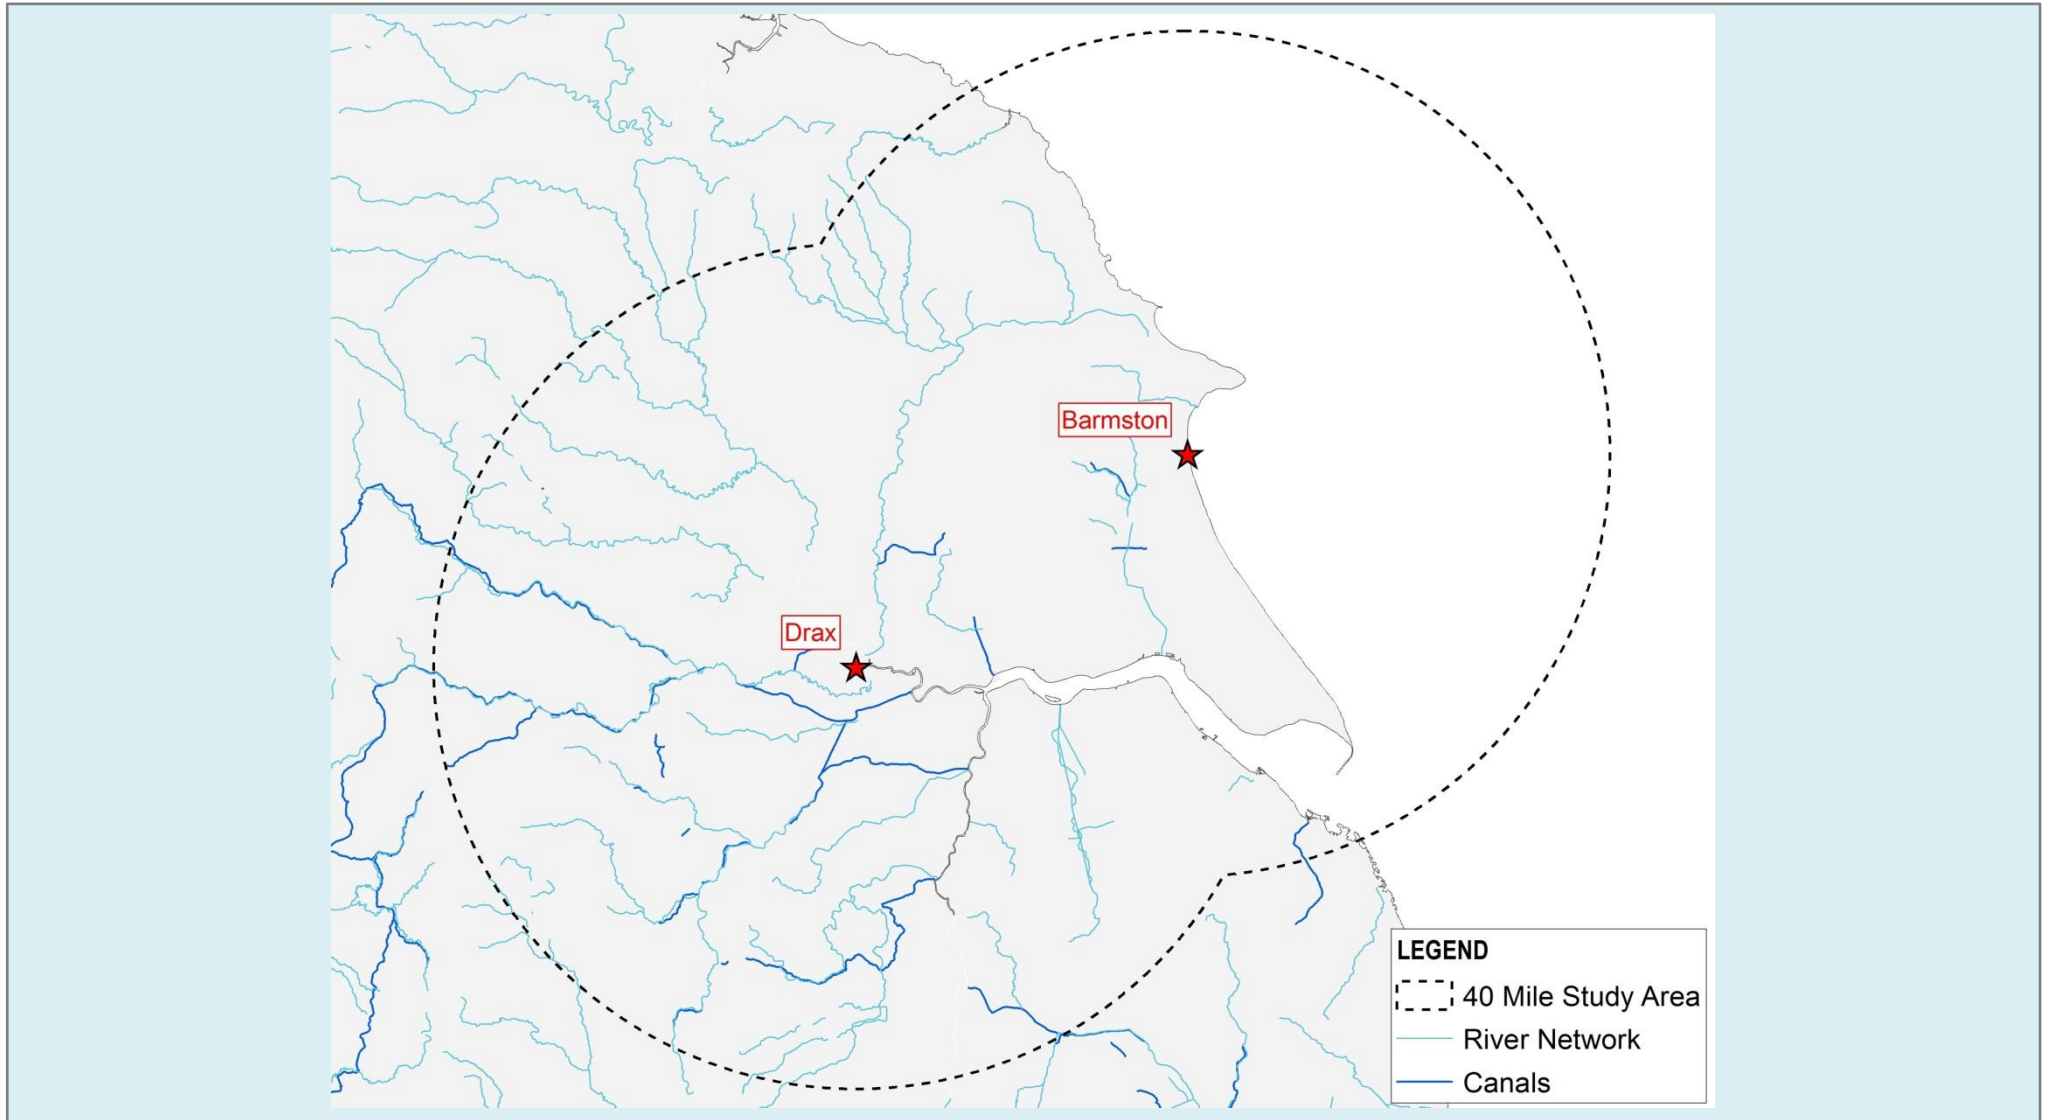 Barmston
Drax
LEGEND
40 Mile Study Area
River Network
Canals